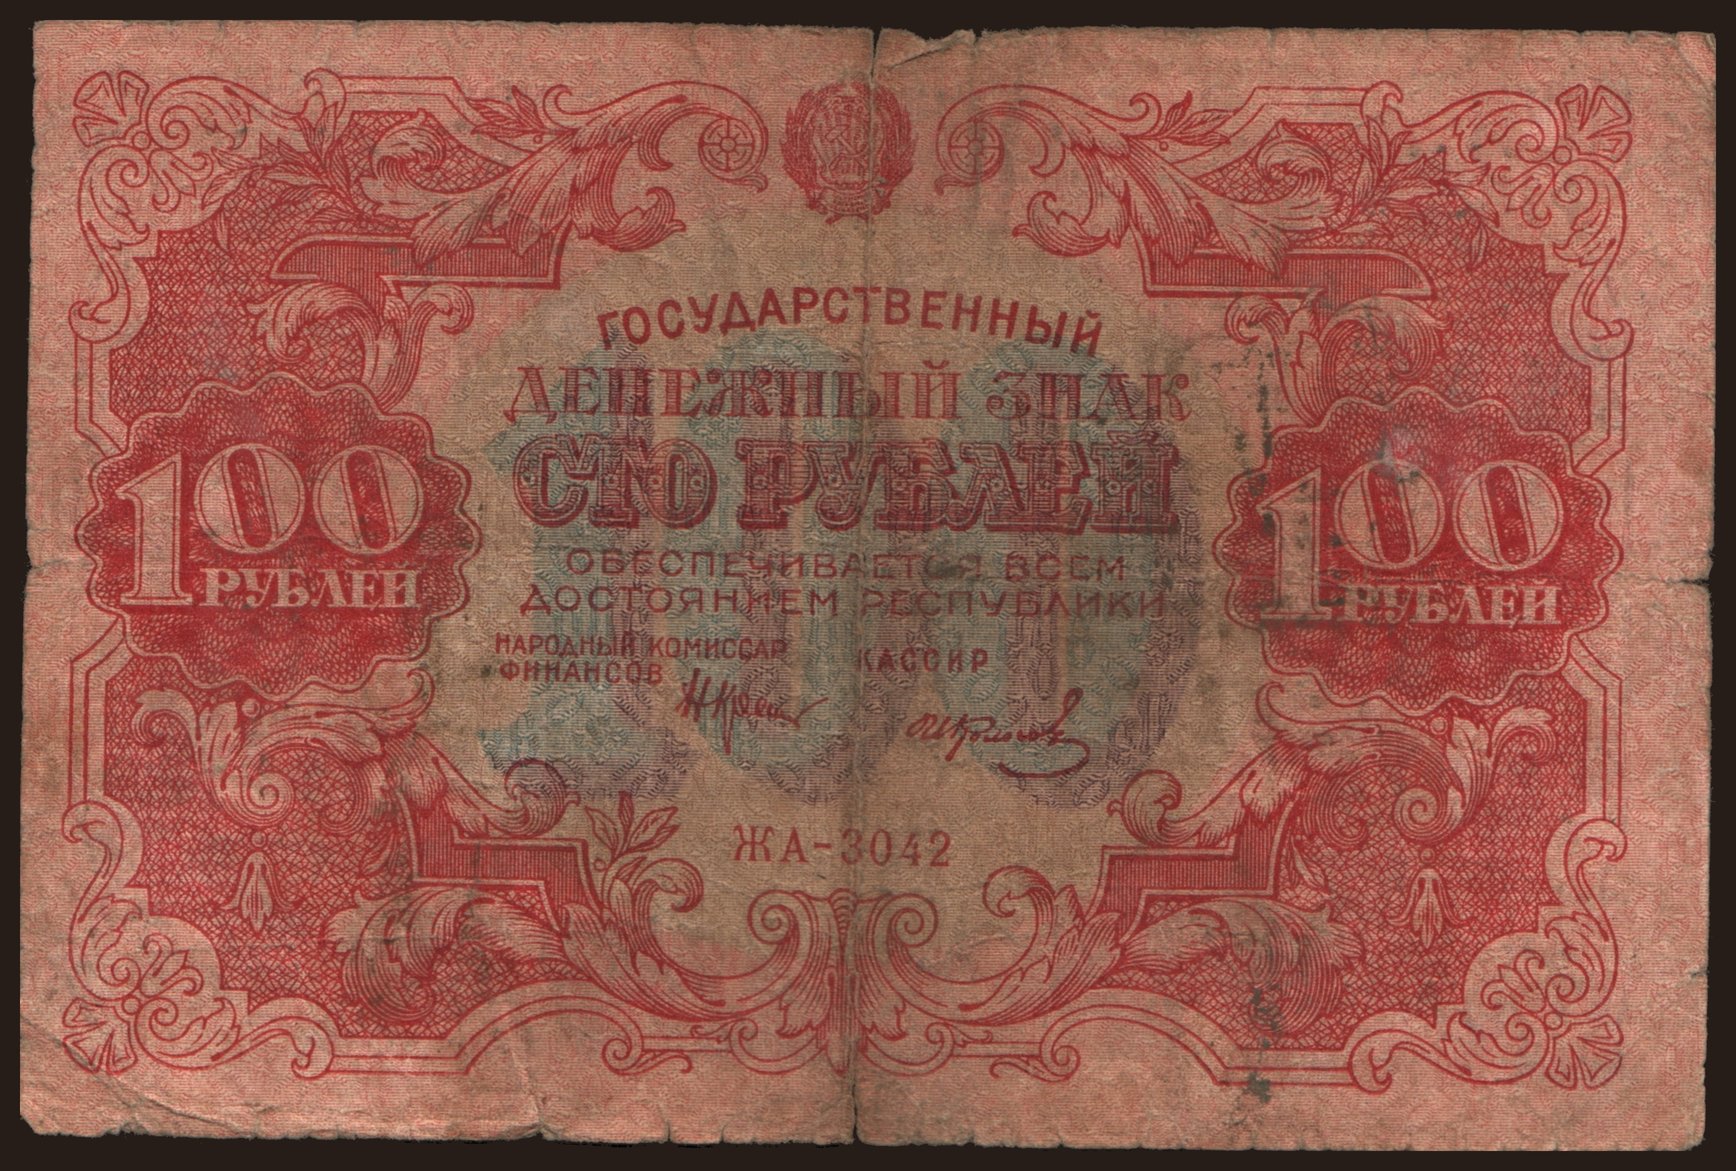 ГОСУДАРСТВЕННЫЙ
ДЕНЕЖНЫЙ ЗНАК
СТО РУБЛЕЙ
100 РУБЛЕЙ
100 РУБЛЕЙ
ОБЕСПЕЧИВАЕТСЯ ВСЕМ
ДОСТОЯНИЕМ РЕСПУБЛИКИ
НАРОДНЫЙ КОМИССАР
ФИНАНСОВ
КАССИР
ЖА-3042